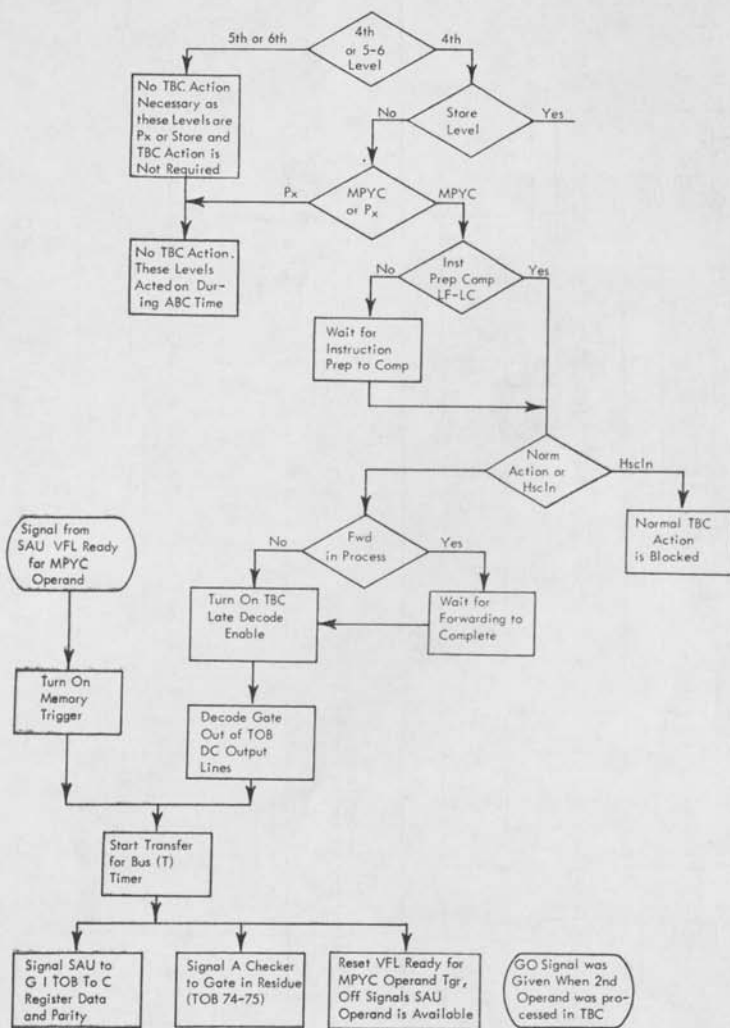 5th or 6th
4th
or 5-6
Level
4th
No TBC Action
Necessary as
these Levels are
Px or Store and
TBC Action is
Not Required
No
Store
Level
Yes
Px
MPYC
or Px
MPYC
No TBC Action.
These Levels
Acted on Dur-
ing ABC Time
No
Inst
Prep Comp
LF-LC
Yes
Wait for
Instruction
Prep to Comp
Norm
Action or
HscIn
HscIn
Signal from
SAU VFL Ready
for MPYC
Operand
No
Fwd
in Process
Yes
Normal TBC
Action
is Blocked
Turn On TBC
Late Decode
Enable
Wait for
Forwarding to
Complete
Turn On
Memory
Trigger
Decode Gate
Out of TOB
DC Output
Lines
Start Transfer
for Bus (T)
Timer
Signal SAU to
G I TOB To C
Register Data
and Parity
Signal A Checker
to Gate in Residue
(TOB 74-75)
Reset VFL Ready for
MPYC Operand Tgr,
Off Signals SAU
Operand is Available
GO Signal was
Given When 2nd
Operand was pro-
cessed in TBC